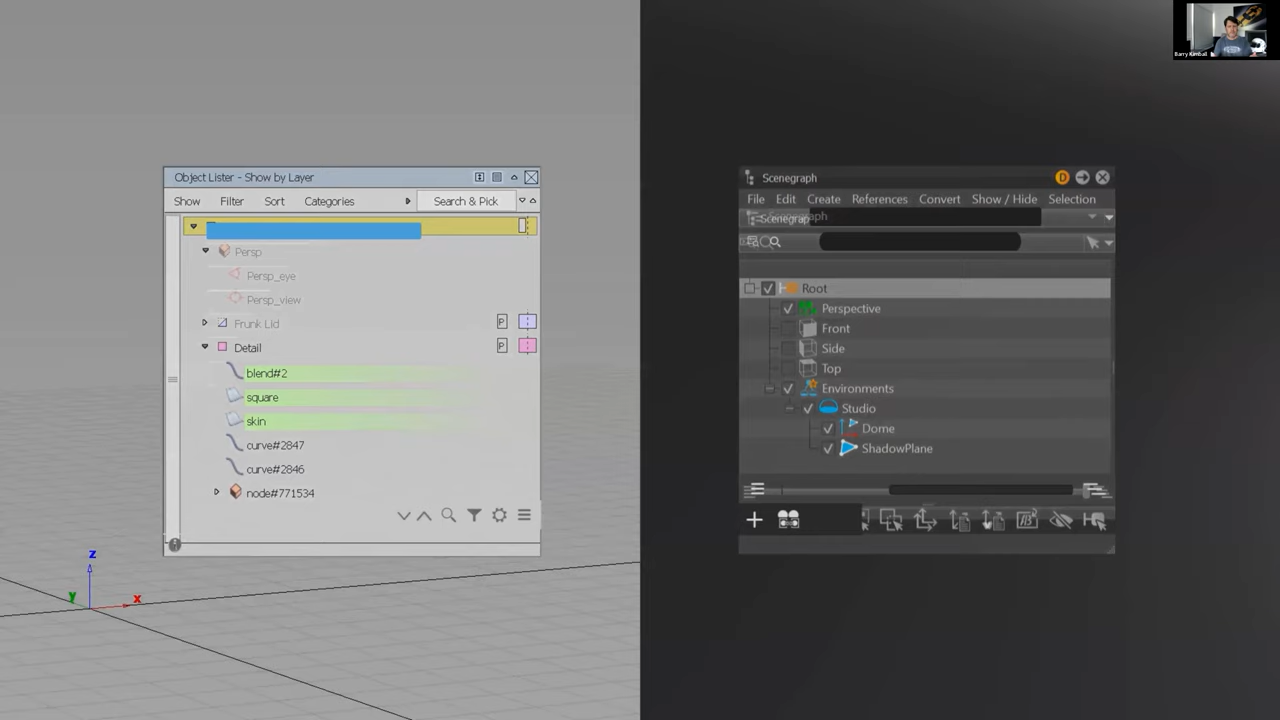 Barry Kimball
Object Lister - Show by Layer
Show Filter Sort Categories Search & Pick
Persp
Persp_eye
Persp_view
Frunk Lid P
Detail P
blend#2
square
skin
curve#2847
curve#2846
node#771534
z
y
x
Scenegraph D
File Edit Create References Convert Show / Hide Selection
Scenegraph
Root
Perspective
Front
Side
Top
Environments
Studio
Dome
ShadowPlane